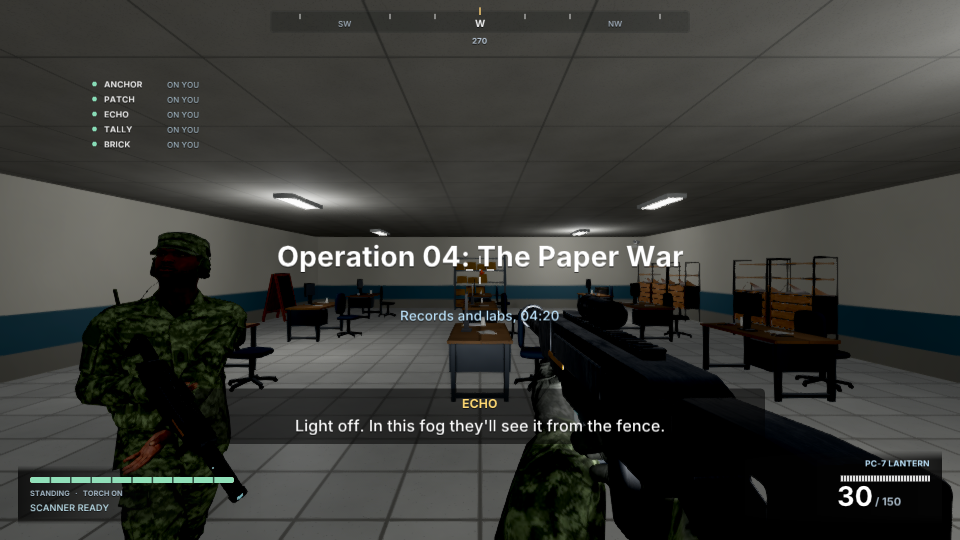 SW
W
NW
270
ANCHOR ON YOU
PATCH ON YOU
ECHO ON YOU
TALLY ON YOU
BRICK ON YOU
Operation 04: The Paper War
Records and labs, 04:20
ECHO
Light off. In this fog they'll see it from the fence.
STANDING · TORCH ON
SCANNER READY
PC-7 LANTERN
30 / 150